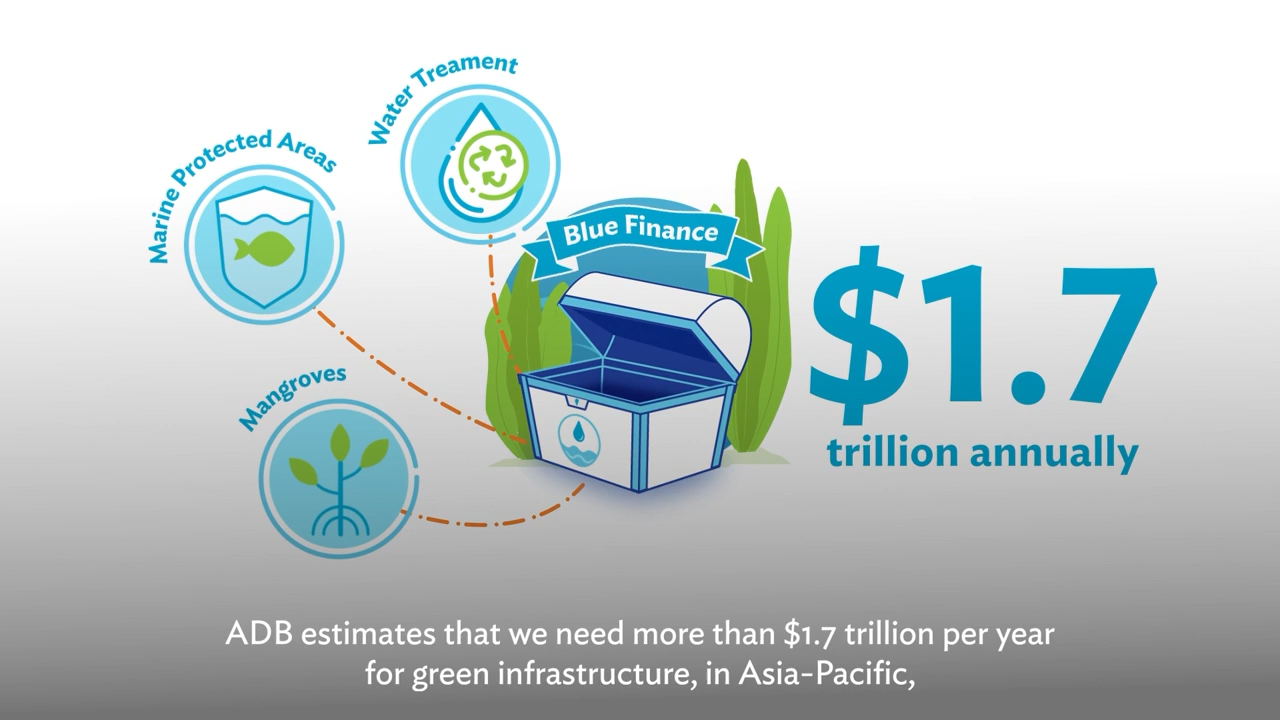 Water Treament
Marine Protected Areas
Blue Finance
$1.7
trillion annually
Mangroves
ADB estimates that we need more than $1.7 trillion per year
for green infrastructure, in Asia-Pacific,